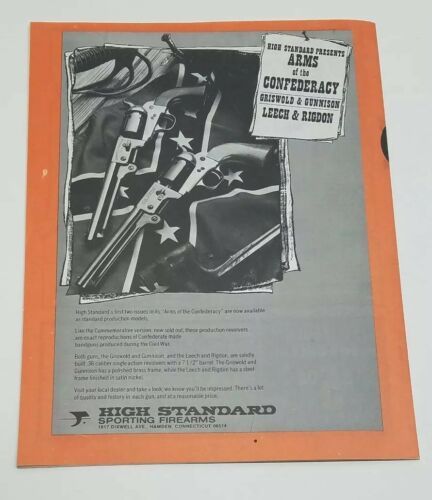 HIGH STANDARD PRESENTS
ARMS
of the
CONFEDERACY
GRISWOLD & GUNNISON
LEECH & RIGDON
High Standard's first two issues in its "Arms of the Confederacy" are now available
as standard production models.
Like the Commemorative version, now sold out, these production revolvers
are exact reproductions of Confederate made
handguns produced during the Civil War.
Both guns, the Griswold and Gunnison, and the Leech and Rigdon, are solidly
built .36 caliber single action revolvers with a 7 1/2" barrel. The Griswold and
Gunnison has a polished brass frame, while the Leech and Rigdon has a steel
frame finished in satin nickel.
Visit your local dealer and take a look; we know you'll be impressed. There's a lot
of quality and history in each gun, and at a reasonable price.
HIGH STANDARD
SPORTING FIREARMS
1817 DIXWELL AVE., HAMDEN, CONNECTICUT 06514